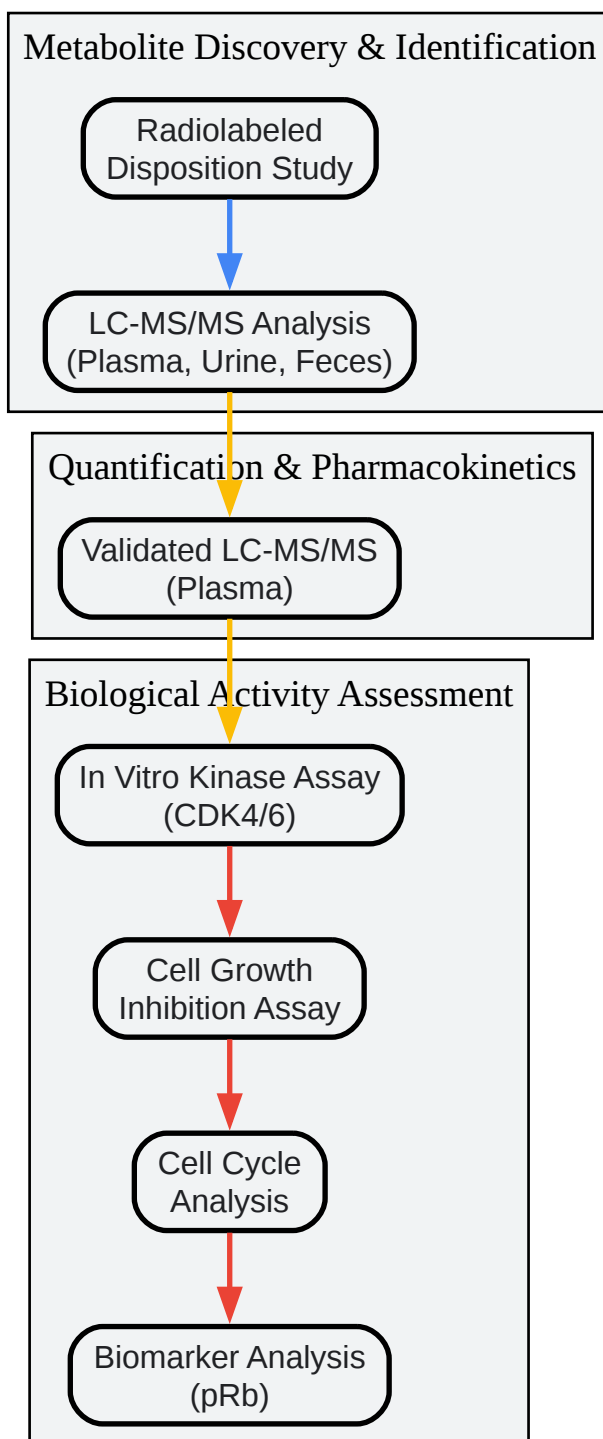 Metabolite Discovery & Identification
Radiolabeled
Disposition Study
LC-MS/MS Analysis
(Plasma, Urine, Feces)
Quantification & Pharmacokinetics
Validated LC-MS/MS
(Plasma)
Biological Activity Assessment
In Vitro Kinase Assay
(CDK4/6)
Cell Growth
Inhibition Assay
Cell Cycle
Analysis
Biomarker Analysis
(pRb)